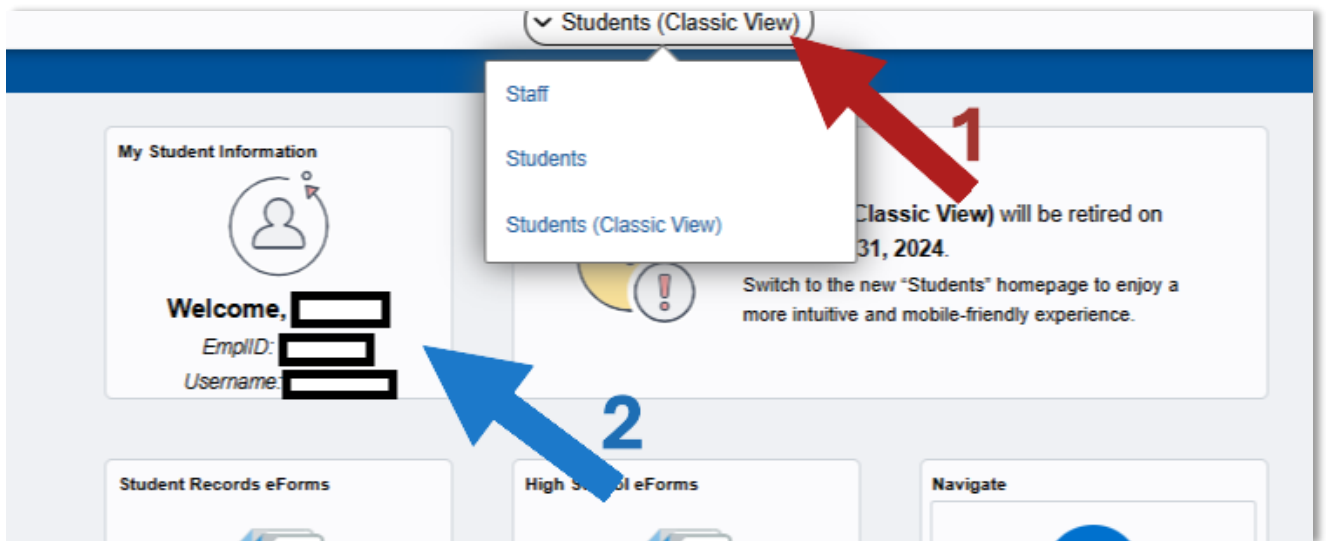 Students (Classic View)
Staff
Students
Students (Classic View)
1
My Student Information
Welcome,
EmplID:
Username:
Classic View) will be retired on
31, 2024.
Switch to the new “Students” homepage to enjoy a
more intuitive and mobile-friendly experience.
2
Student Records eForms
High School eForms
Navigate